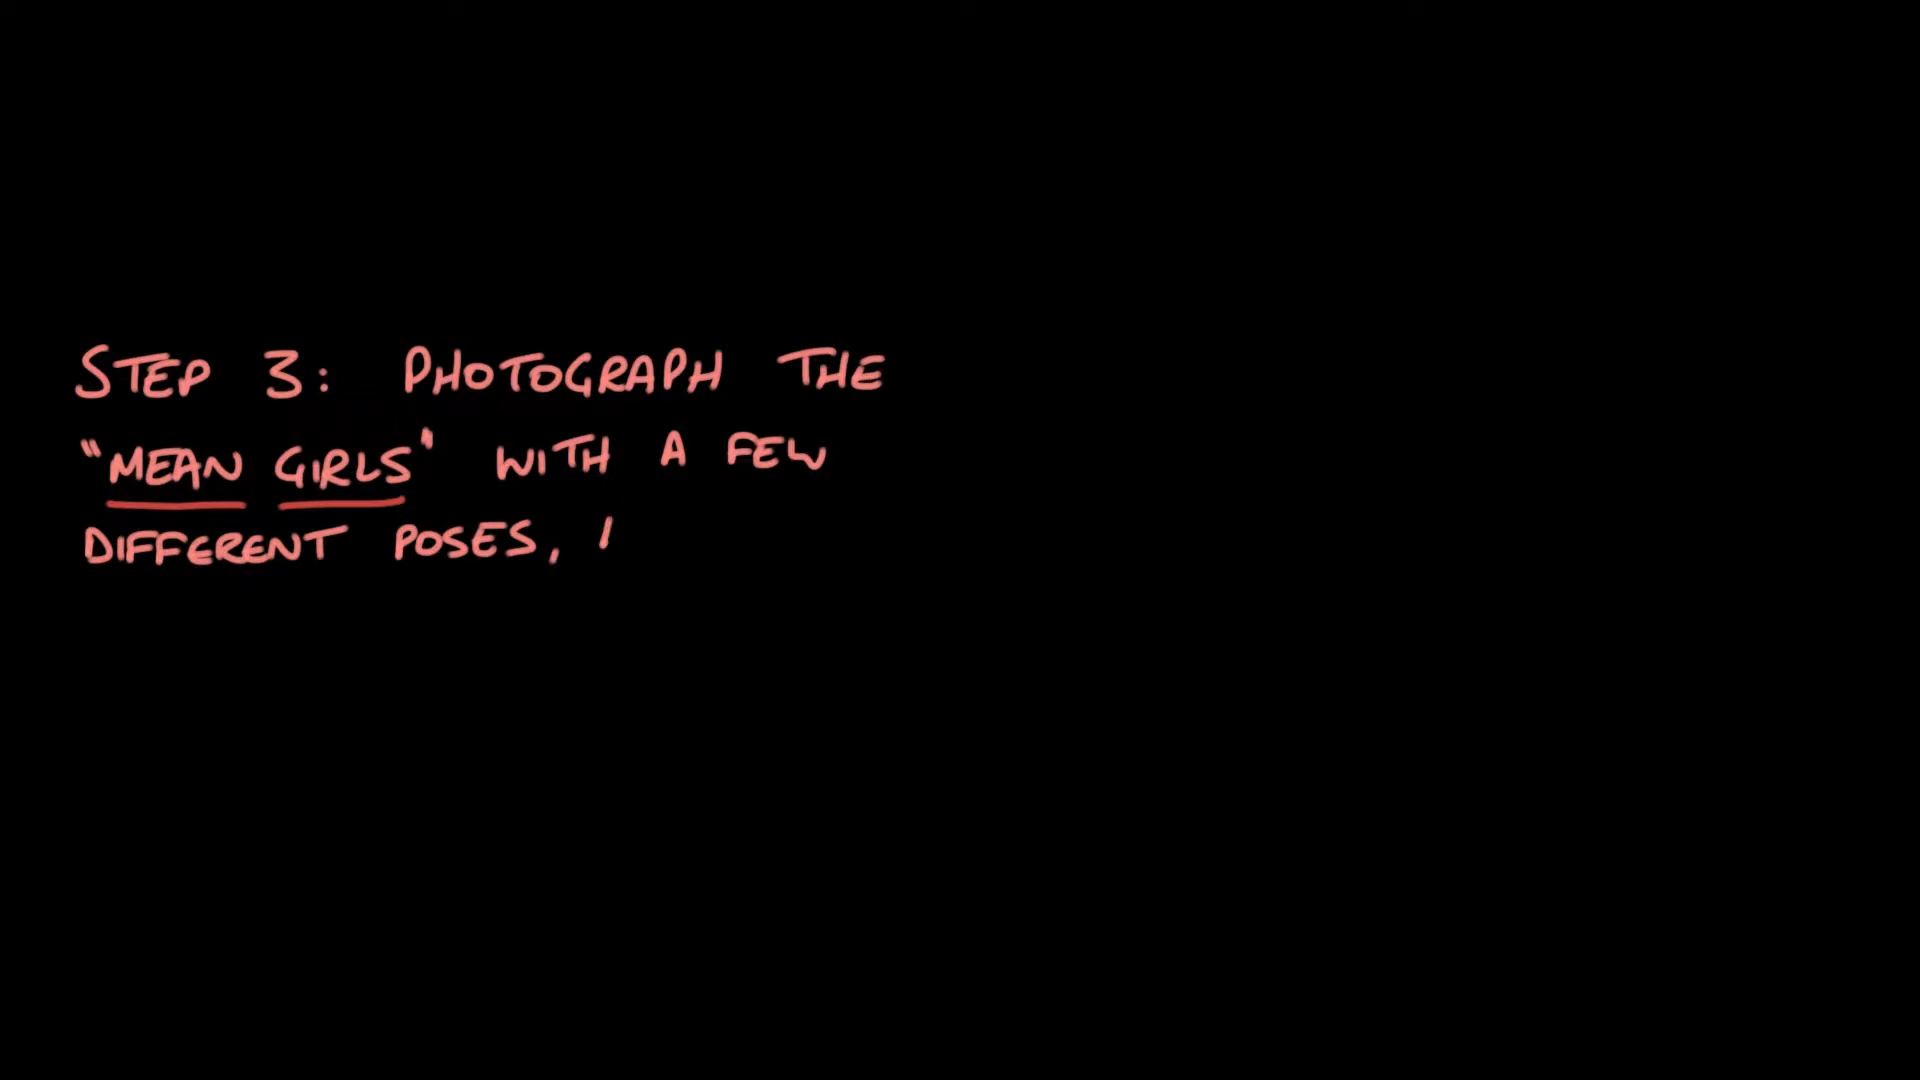 STEP 3: PHOTOGRAPH THE
"MEAN GIRLS" WITH A FEW
DIFFERENT POSES,